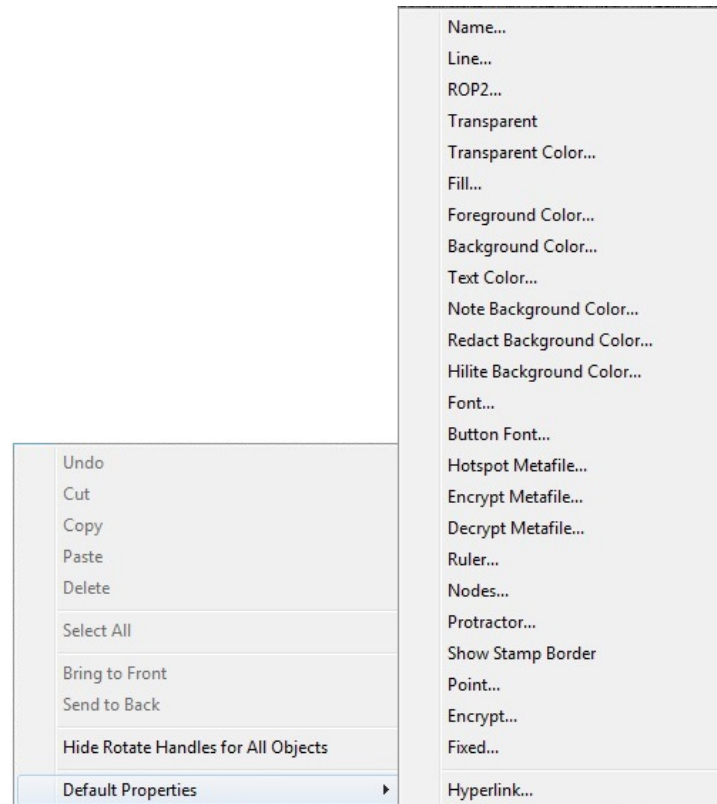 Name...
Line...
ROP2...
Transparent
Transparent Color...
Fill...
Foreground Color...
Background Color...
Text Color...
Note Background Color...
Redact Background Color...
Hilite Background Color...
Font...
Button Font...
Hotspot Metafile...
Encrypt Metafile...
Decrypt Metafile...
Ruler...
Nodes...
Protractor...
Show Stamp Border
Point...
Encrypt...
Fixed...
Hyperlink...
Undo
Cut
Copy
Paste
Delete
Select All
Bring to Front
Send to Back
Hide Rotate Handles for All Objects
Default Properties